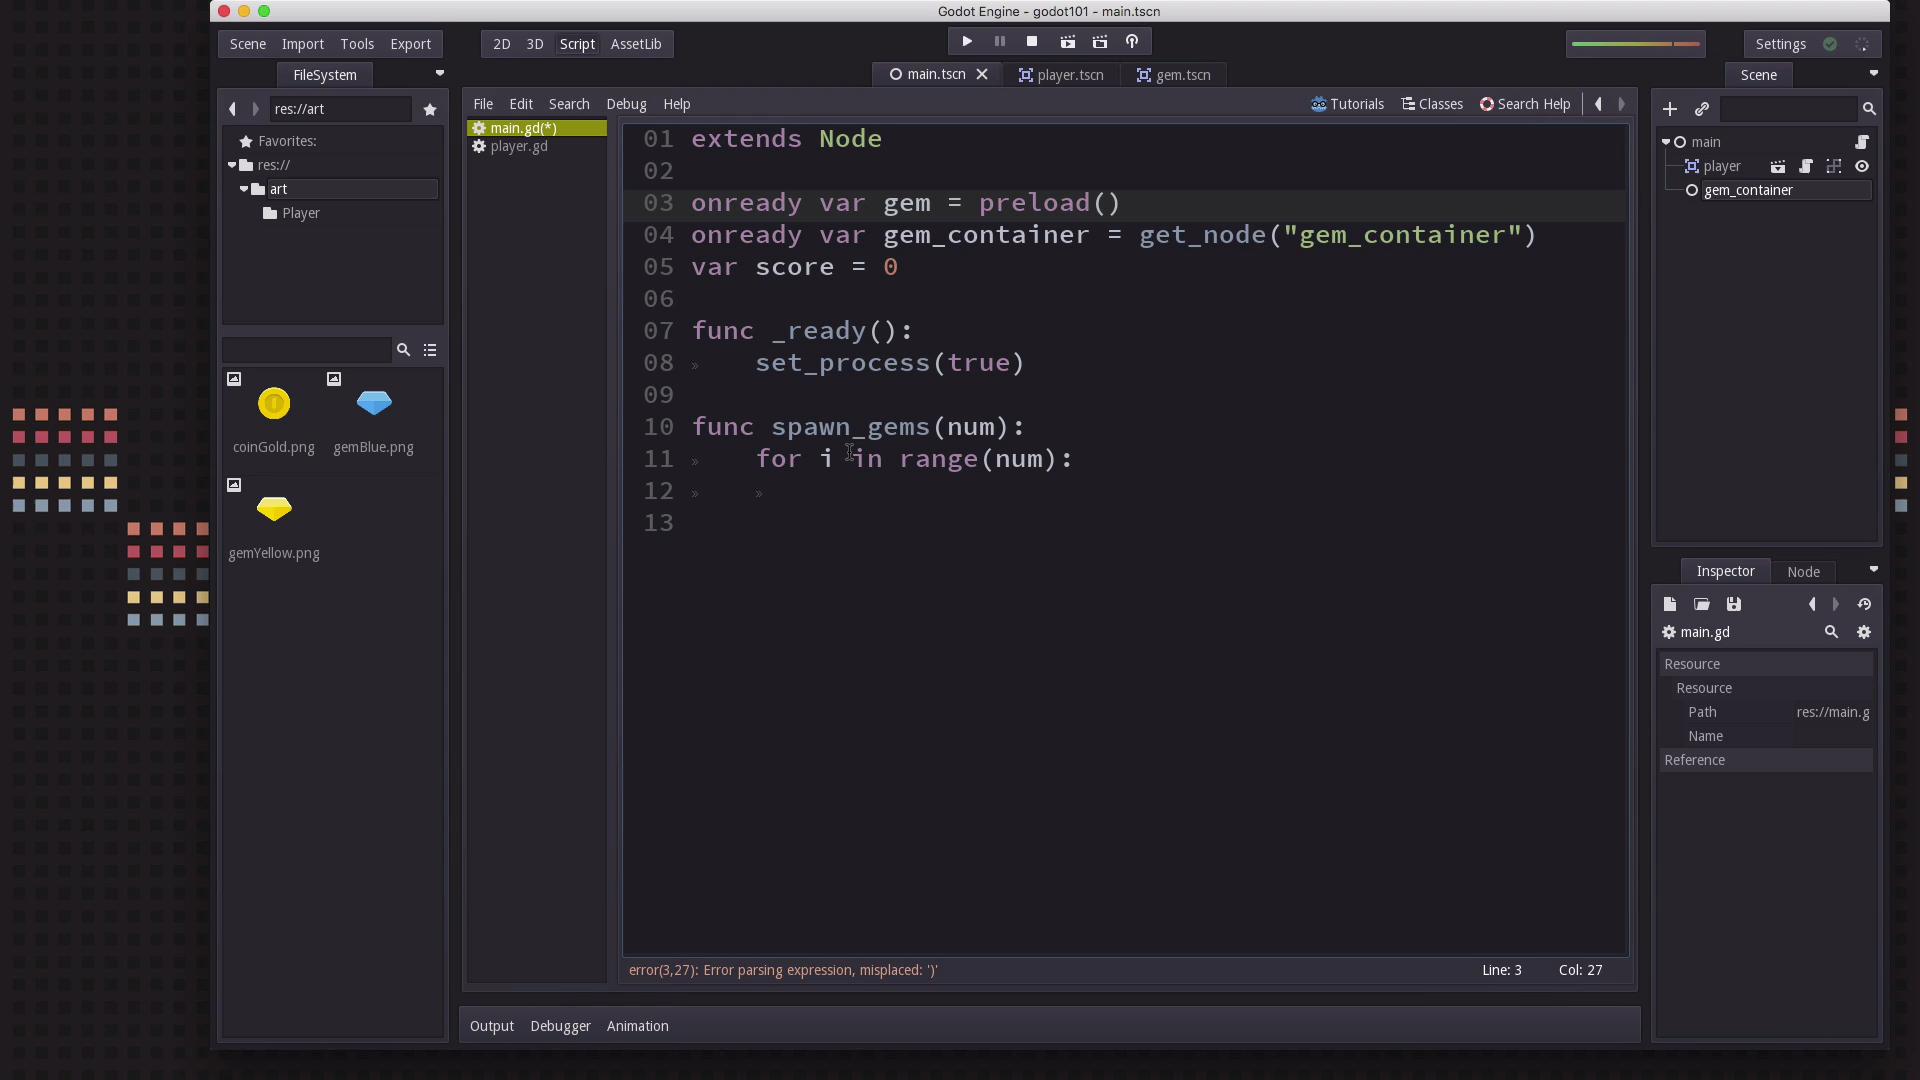 Godot Engine - godot101 - main.tscn
Scene Import Tools Export
2D 3D Script AssetLib
Settings
FileSystem
main.tscn
player.tscn
gem.tscn
Scene
res://art
Favorites:
res://
art
Player
coinGold.png
gemBlue.png
gemYellow.png
File Edit Search Debug Help
Tutorials Classes Search Help
main.gd(*)
player.gd
01 extends Node
02
03 onready var gem = preload()
04 onready var gem_container = get_node("gem_container")
05 var score = 0
06
07 func _ready():
08 » set_process(true)
09
10 func spawn_gems(num):
11 » for i in range(num):
12 » »
13
error(3,27): Error parsing expression, misplaced: ')'
Line: 3 Col: 27
Output Debugger Animation
main
player
gem_container
Inspector Node
main.gd
Resource
Resource
Path res://main.g
Name
Reference